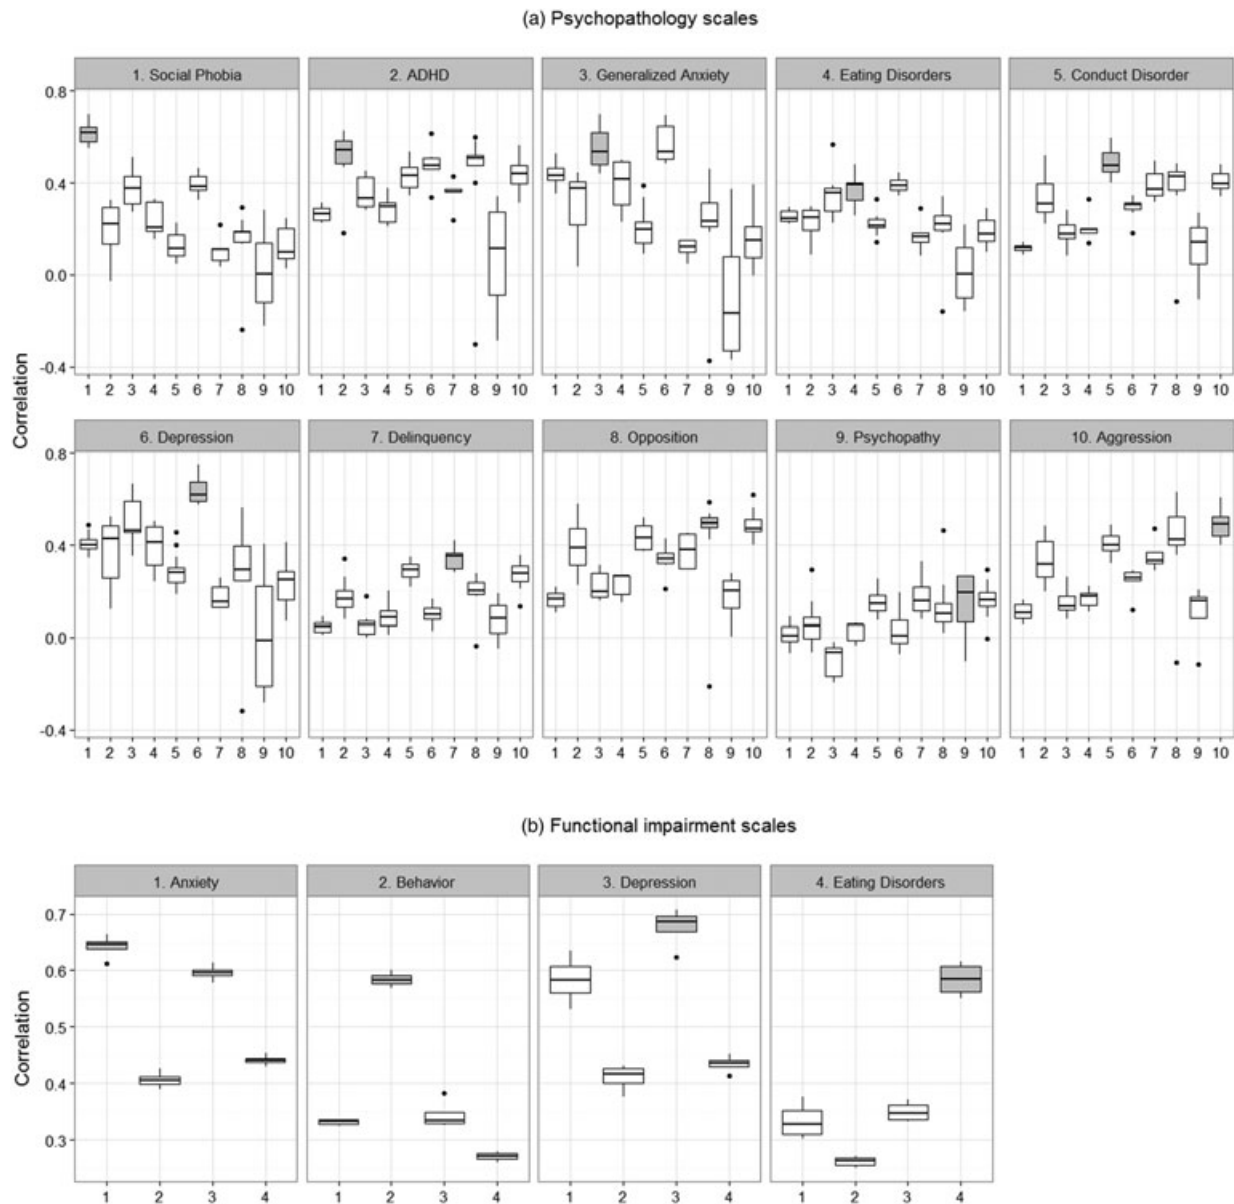 (a) Psychopathology scales
1. Social Phobia 2. ADHD 3. Generalized Anxiety 4. Eating Disorders 5. Conduct Disorder
0.8
0.4
0.0
-0.4
1 2 3 4 5 6 7 8 9 10 1 2 3 4 5 6 7 8 9 10 1 2 3 4 5 6 7 8 9 10 1 2 3 4 5 6 7 8 9 10 1 2 3 4 5 6 7 8 9 10
Correlation
6. Depression 7. Delinquency 8. Opposition 9. Psychopathy 10. Aggression
0.8
0.4
0.0
-0.4
1 2 3 4 5 6 7 8 9 10 1 2 3 4 5 6 7 8 9 10 1 2 3 4 5 6 7 8 9 10 1 2 3 4 5 6 7 8 9 10 1 2 3 4 5 6 7 8 9 10
(b) Functional impairment scales
1. Anxiety 2. Behavior 3. Depression 4. Eating Disorders
0.7
0.6
0.5
0.4
0.3
Correlation
1 2 3 4 1 2 3 4 1 2 3 4 1 2 3 4